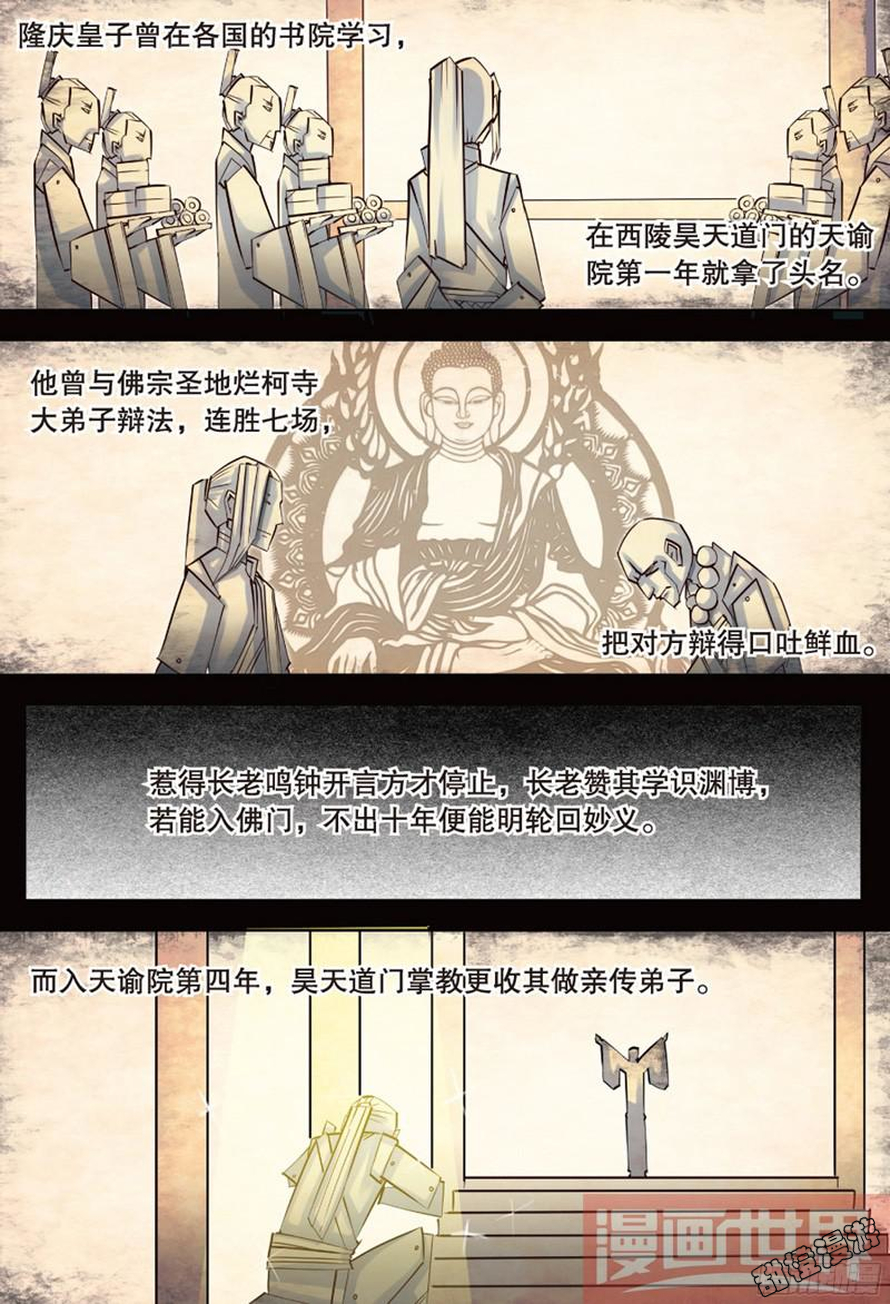 隆庆皇子曾在各国的书院学习，
在西陵昊天道门的天谕
院第一年就拿了头名。
他曾与佛宗圣地烂柯寺
大弟子辩法，连胜七场，
把对方辩得口吐鲜血。
惹得长老鸣钟开言方才停止，长老赞其学识渊博，
若能入佛门，不出十年便能明轮回妙义。
而入天谕院第四年，昊天道门掌教更收其做亲传弟子。
漫画世界
甜橙漫游